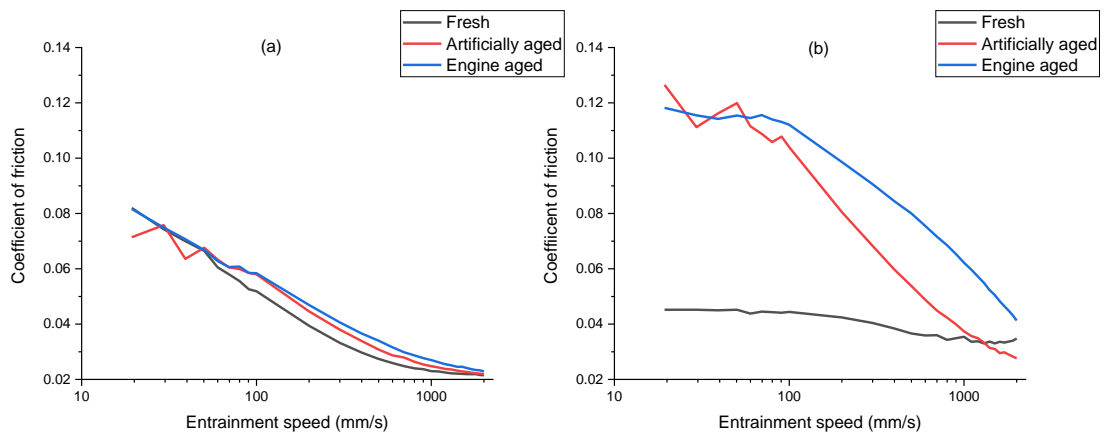 Fresh
Artificially aged
Engine aged
(a)
0.14
0.12
0.10
0.08
0.06
0.04
0.02
Coefficient of friction
10
100
1000
Entrainment speed (mm/s)
Fresh
Artificially aged
Engine aged
(b)
0.14
0.12
0.10
0.08
0.06
0.04
0.02
Coeffiicent of friction
10
100
1000
Entrainment speed (mm/s)